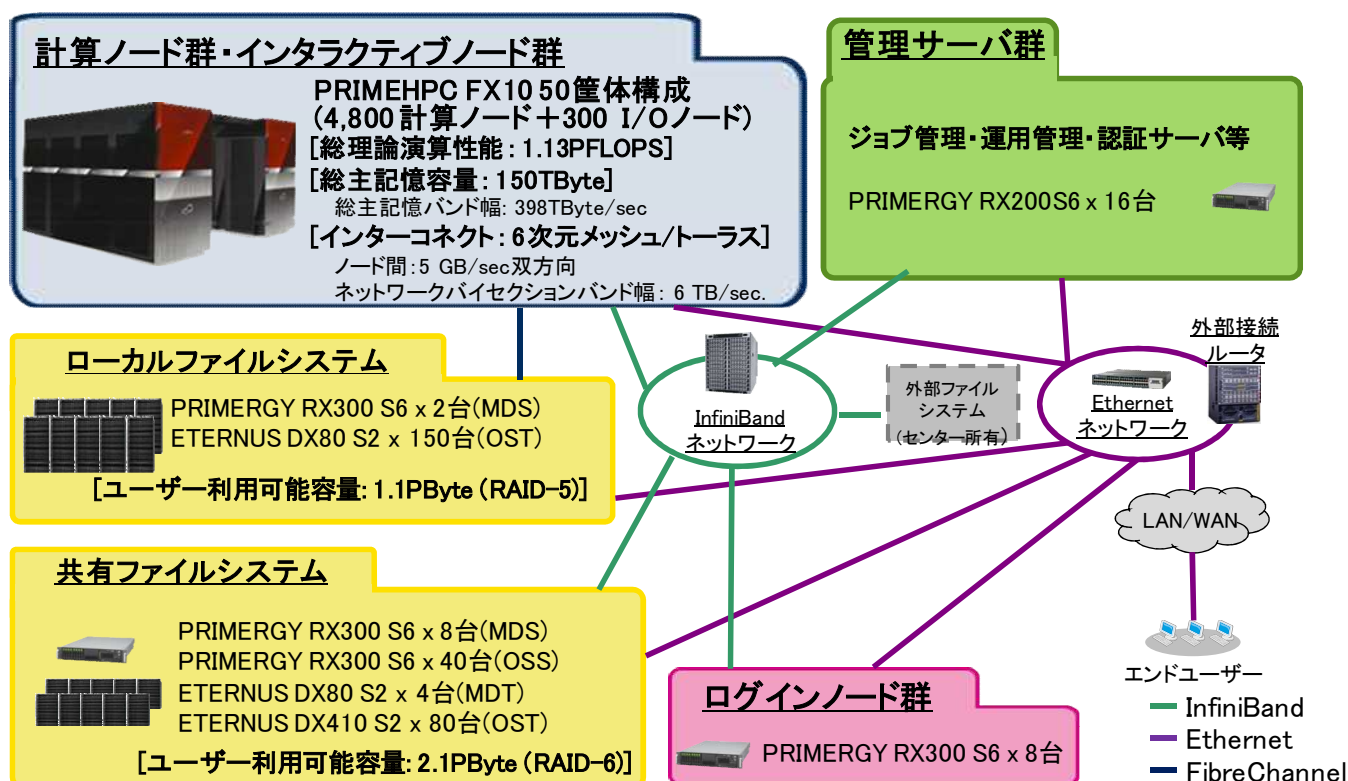 計算ノード群・インタラクティブノード群
PRIMEHPC FX10 50筐体構成
(4,800 計算ノード+300 I/Oノード)
[総理論演算性能:1.13PFLOPS]
[総主記憶容量:150TByte]
総主記憶バンド幅: 398TByte/sec
[インターコネクト:6次元メッシュ/トーラス]
ノード間:5 GB/sec双方向
ネットワークバイセクションバンド幅: 6 TB/sec.
管理サーバ群
ジョブ管理・運用管理・認証サーバ等
PRIMERGY RX200S6 x 16台
ローカルファイルシステム
PRIMERGY RX300 S6 x 2台(MDS)
ETERNUS DX80 S2 x 150台(OST)
[ユーザー利用可能容量: 1.1PByte (RAID-5)]
InfiniBand
ネットワーク
外部ファイル
システム
(センター所有)
外部接続
ルータ
Ethernet
ネットワーク
LAN/WAN
エンドユーザー
共有ファイルシステム
PRIMERGY RX300 S6 x 8台(MDS)
PRIMERGY RX300 S6 x 40台(OSS)
ETERNUS DX80 S2 x 4台(MDT)
ETERNUS DX410 S2 x 80台(OST)
[ユーザー利用可能容量: 2.1PByte (RAID-6)]
ログインノード群
PRIMERGY RX300 S6 x 8台
InfiniBand
Ethernet
FibreChannel